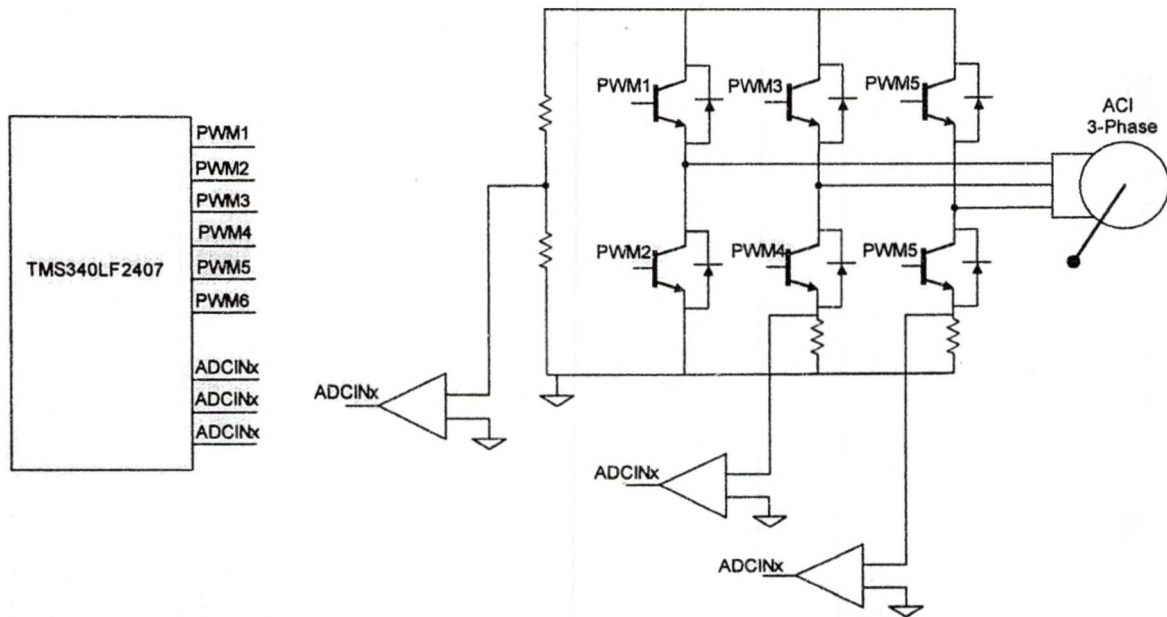 TMS340LF2407
PWM1
PWM2
PWM3
PWM4
PWM5
PWM6
ADCINx
ADCINx
ADCINx
ADCINx
PWM1
PWM3
PWM5
PWM2
PWM4
PWM5
ACI
3-Phase
ADCINx
ADCINx